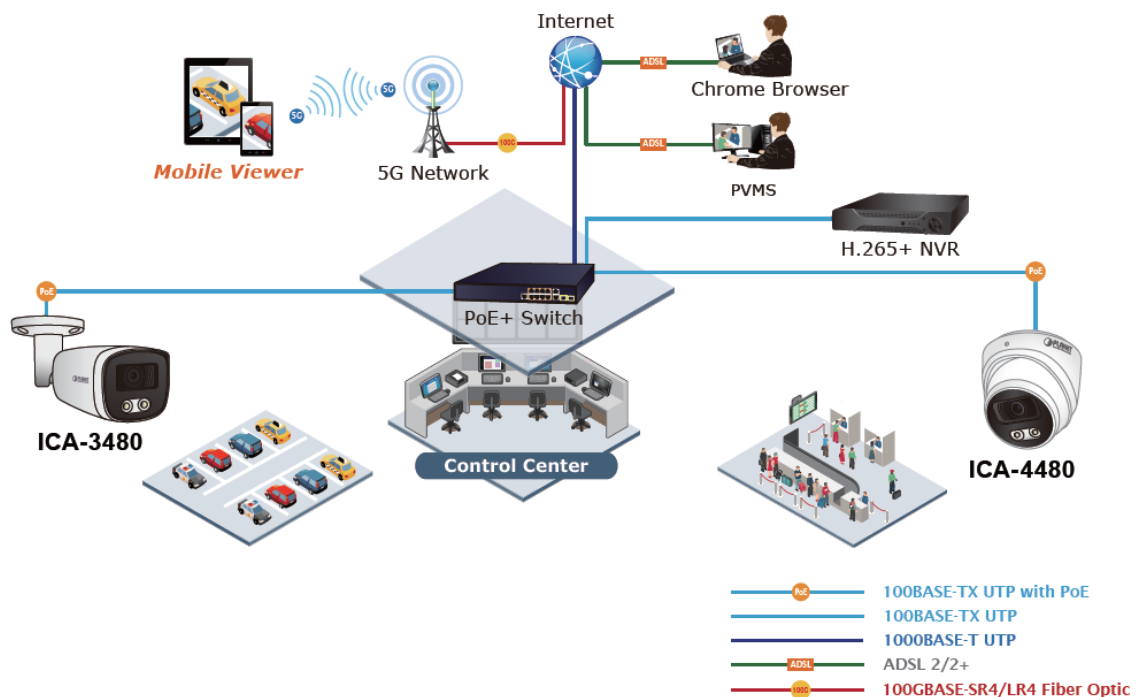 Internet
ADSL
Chrome Browser
5G
5G
100G
ADSL
Mobile Viewer
5G Network
PVMS
H.265+ NVR
PoE
PoE
PoE+ Switch
PLANET
PLANET
ICA-3480
Control Center
ICA-4480
PoE
100BASE-TX UTP with PoE
100BASE-TX UTP
1000BASE-T UTP
ADSL
ADSL 2/2+
100G
100GBASE-SR4/LR4 Fiber Optic